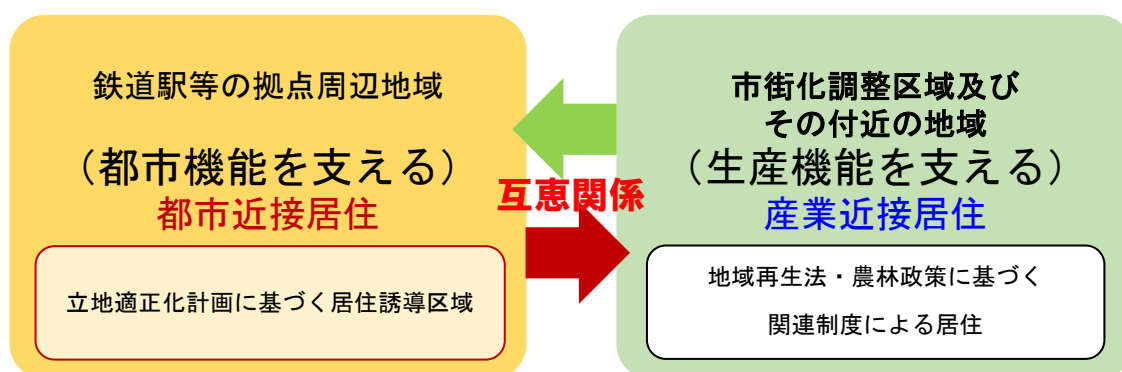 鉄道駅等の拠点周辺地域
（都市機能を支える）
都市近接居住
立地適正化計画に基づく居住誘導区域
互恵関係
市街化調整区域及び
その付近の地域
（生産機能を支える）
産業近接居住
地域再生法・農林政策に基づく
関連制度による居住